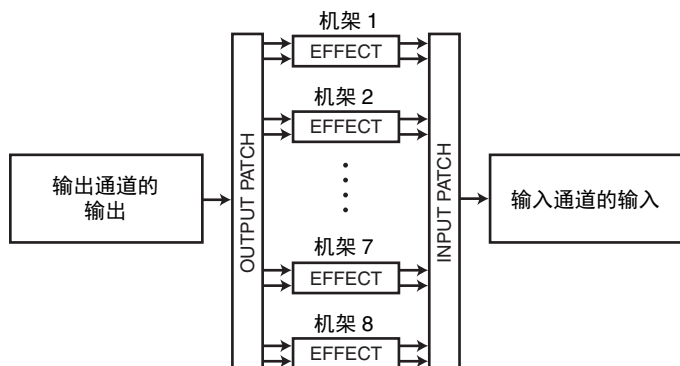 机架 1
EFFECT
机架 2
EFFECT
输出通道的
输出
OUTPUT PATCH
INPUT PATCH
输入通道的输入
机架 7
EFFECT
机架 8
EFFECT